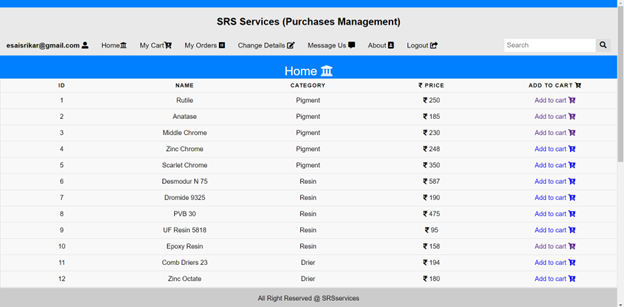 SRS Services (Purchases Management)
esaisrikar@gmail.com Home My Cart My Orders Change Details Message Us About Logout Search
Home
ID NAME CATEGORY ₹ PRICE ADD TO CART
1 Rutile Pigment ₹ 250 Add to cart
2 Anatase Pigment ₹ 185 Add to cart
3 Middle Chrome Pigment ₹ 230 Add to cart
4 Zinc Chrome Pigment ₹ 248 Add to cart
5 Scarlet Chrome Pigment ₹ 350 Add to cart
6 Desmodur N 75 Resin ₹ 587 Add to cart
7 Dromide 9325 Resin ₹ 190 Add to cart
8 PVB 30 Resin ₹ 475 Add to cart
9 UF Resin 5818 Resin ₹ 95 Add to cart
10 Epoxy Resin Resin ₹ 158 Add to cart
11 Comb Driers 23 Drier ₹ 194 Add to cart
12 Zinc Octate Drier ₹ 180 Add to cart
All Right Reserved @ SRSservices